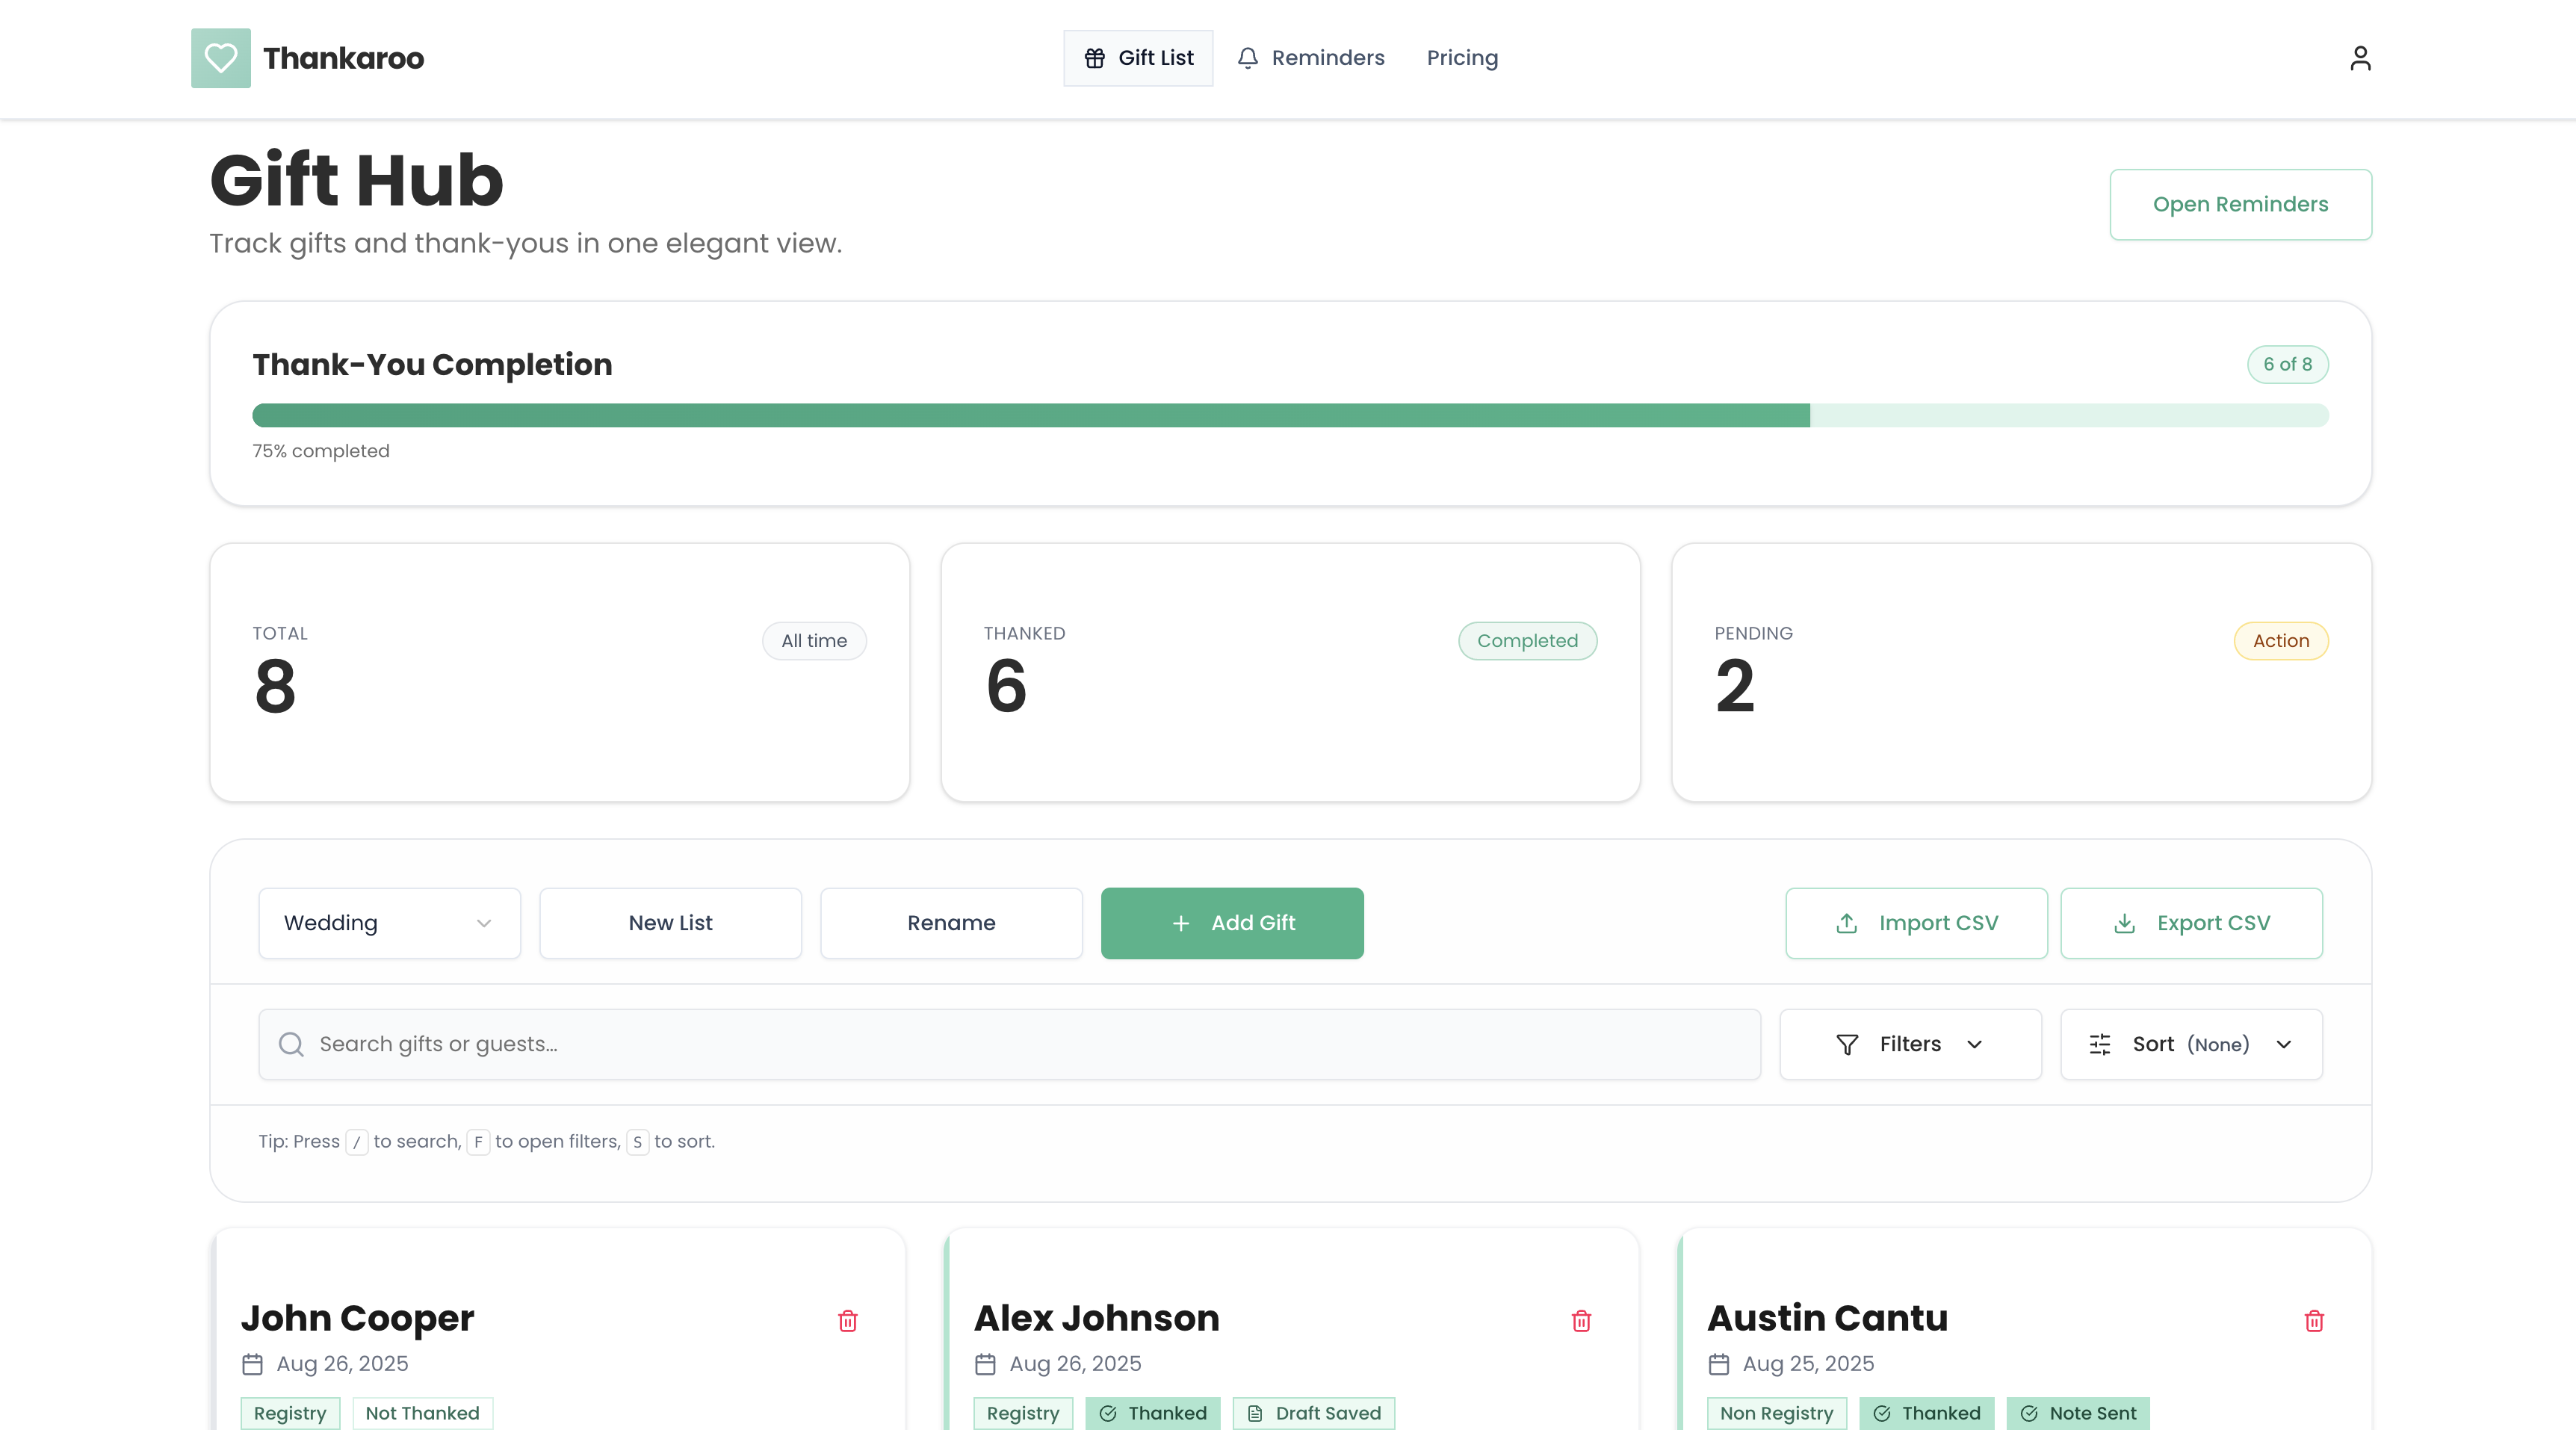 Thankaroo
Gift List
Reminders
Pricing
Gift Hub
Track gifts and thank-yous in one elegant view.
Open Reminders
Thank-You Completion
6 of 8
75% completed
TOTAL
8
All time
THANKED
6
Completed
PENDING
2
Action
Wedding
New List
Rename
Add Gift
Import CSV
Export CSV
Search gifts or guests...
Filters
Sort (None)
Tip: Press / to search, F to open filters, S to sort.
John Cooper
Aug 26, 2025
Registry
Not Thanked
Alex Johnson
Aug 26, 2025
Registry
Thanked
Draft Saved
Austin Cantu
Aug 25, 2025
Non Registry
Thanked
Note Sent